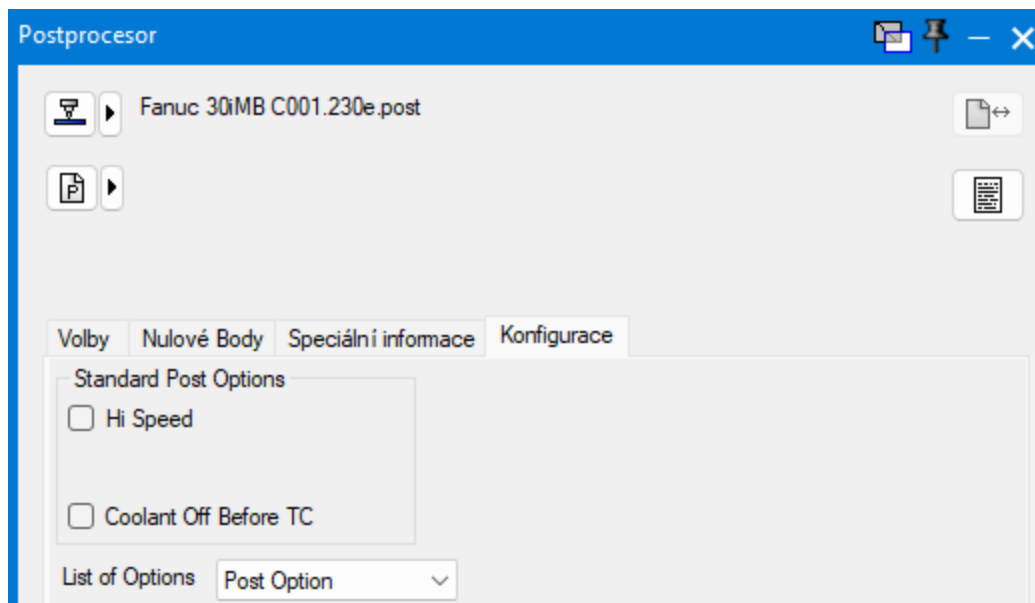 Postprocesor
Fanuc 30iMB C001.230e.post
P
Volby Nulové Body Speciální informace Konfigurace
Standard Post Options
Hi Speed
Coolant Off Before TC
List of Options Post Option